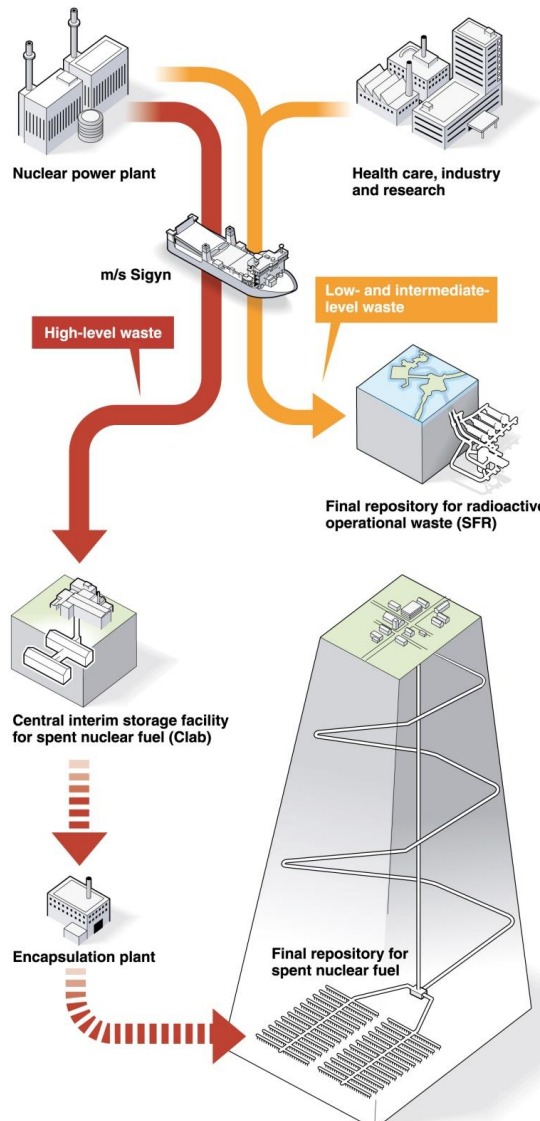 Nuclear power plant
Health care, industry
and research
m/s Sigyn
Low- and intermediate-
level waste
High-level waste
Final repository for radioactive
operational waste (SFR)
Central interim storage facility
for spent nuclear fuel (Clab)
Encapsulation plant
Final repository for
spent nuclear fuel